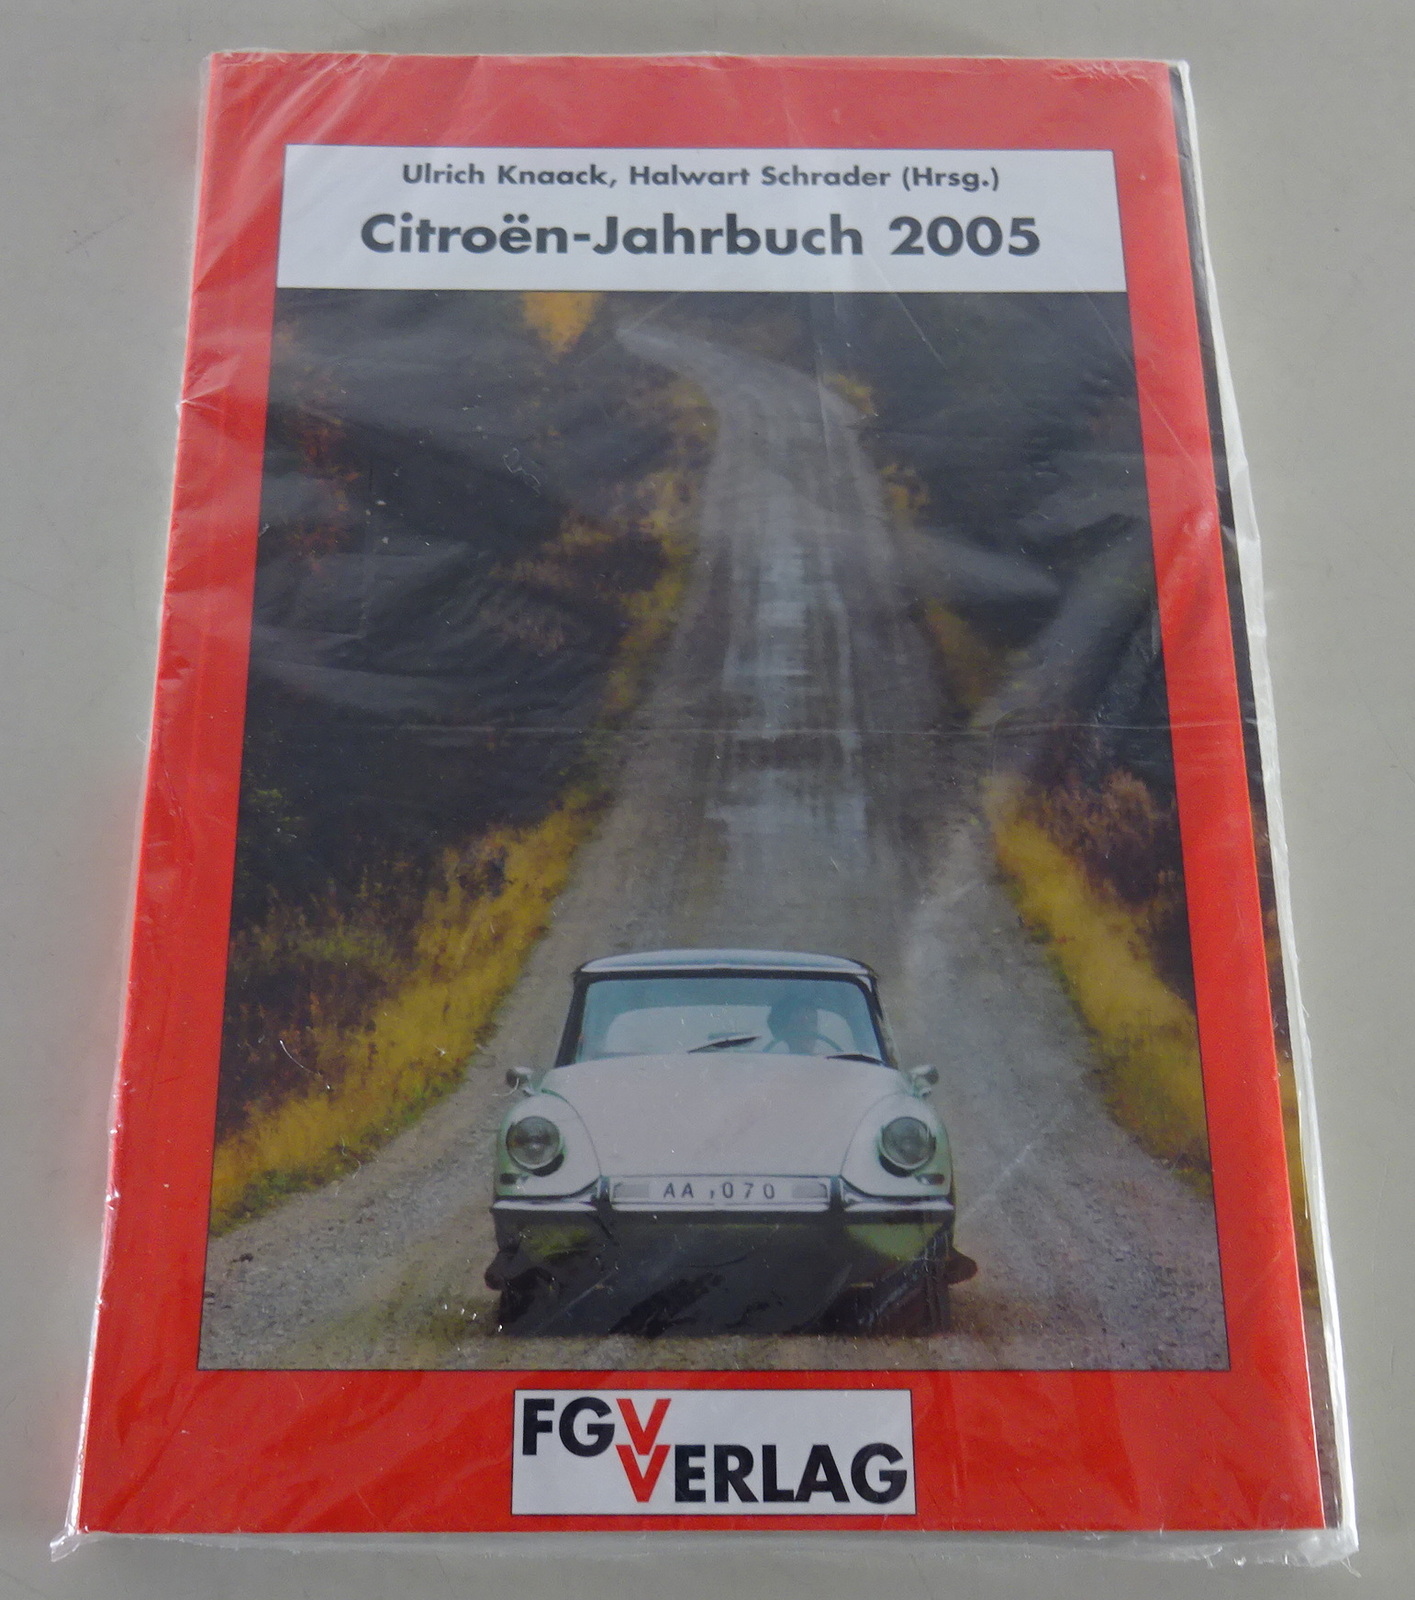 Ulrich Knaack, Halwart Schrader (Hrsg.)
Citroën-Jahrbuch 2005
AA,070
FGV
VERLAG